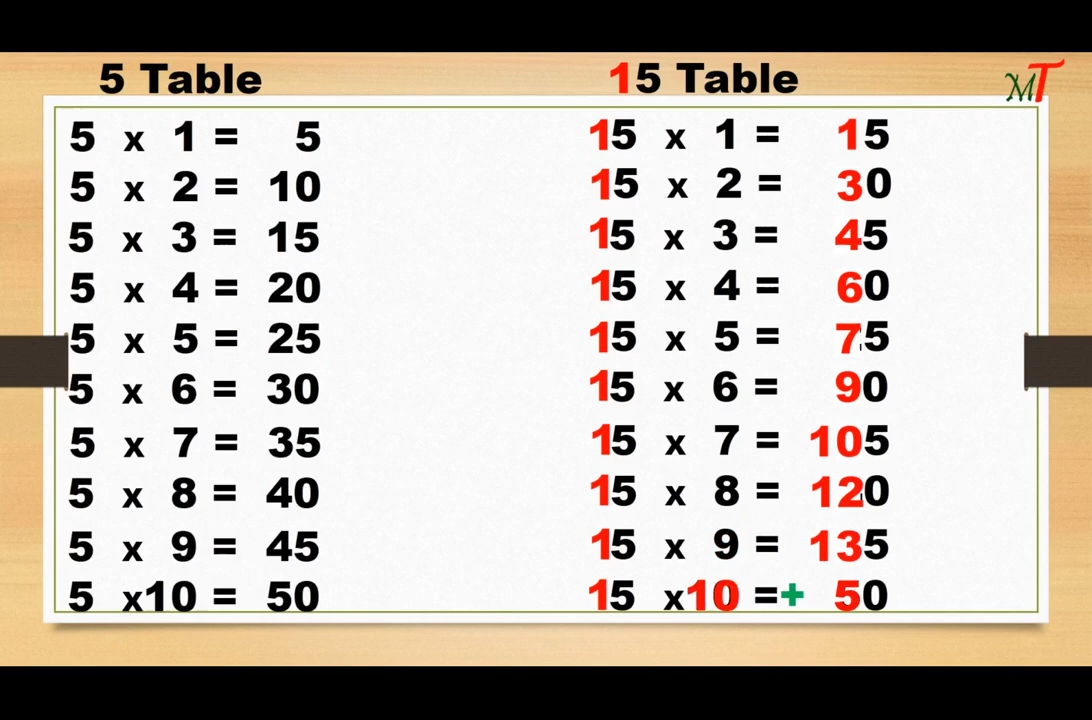 5 Table
5 x 1 = 5
5 x 2 = 10
5 x 3 = 15
5 x 4 = 20
5 x 5 = 25
5 x 6 = 30
5 x 7 = 35
5 x 8 = 40
5 x 9 = 45
5 x10 = 50
15 Table
15 x 1 = 15
15 x 2 = 30
15 x 3 = 45
15 x 4 = 60
15 x 5 = 75
15 x 6 = 90
15 x 7 = 105
15 x 8 = 120
15 x 9 = 135
15 x10 =+ 50
MT